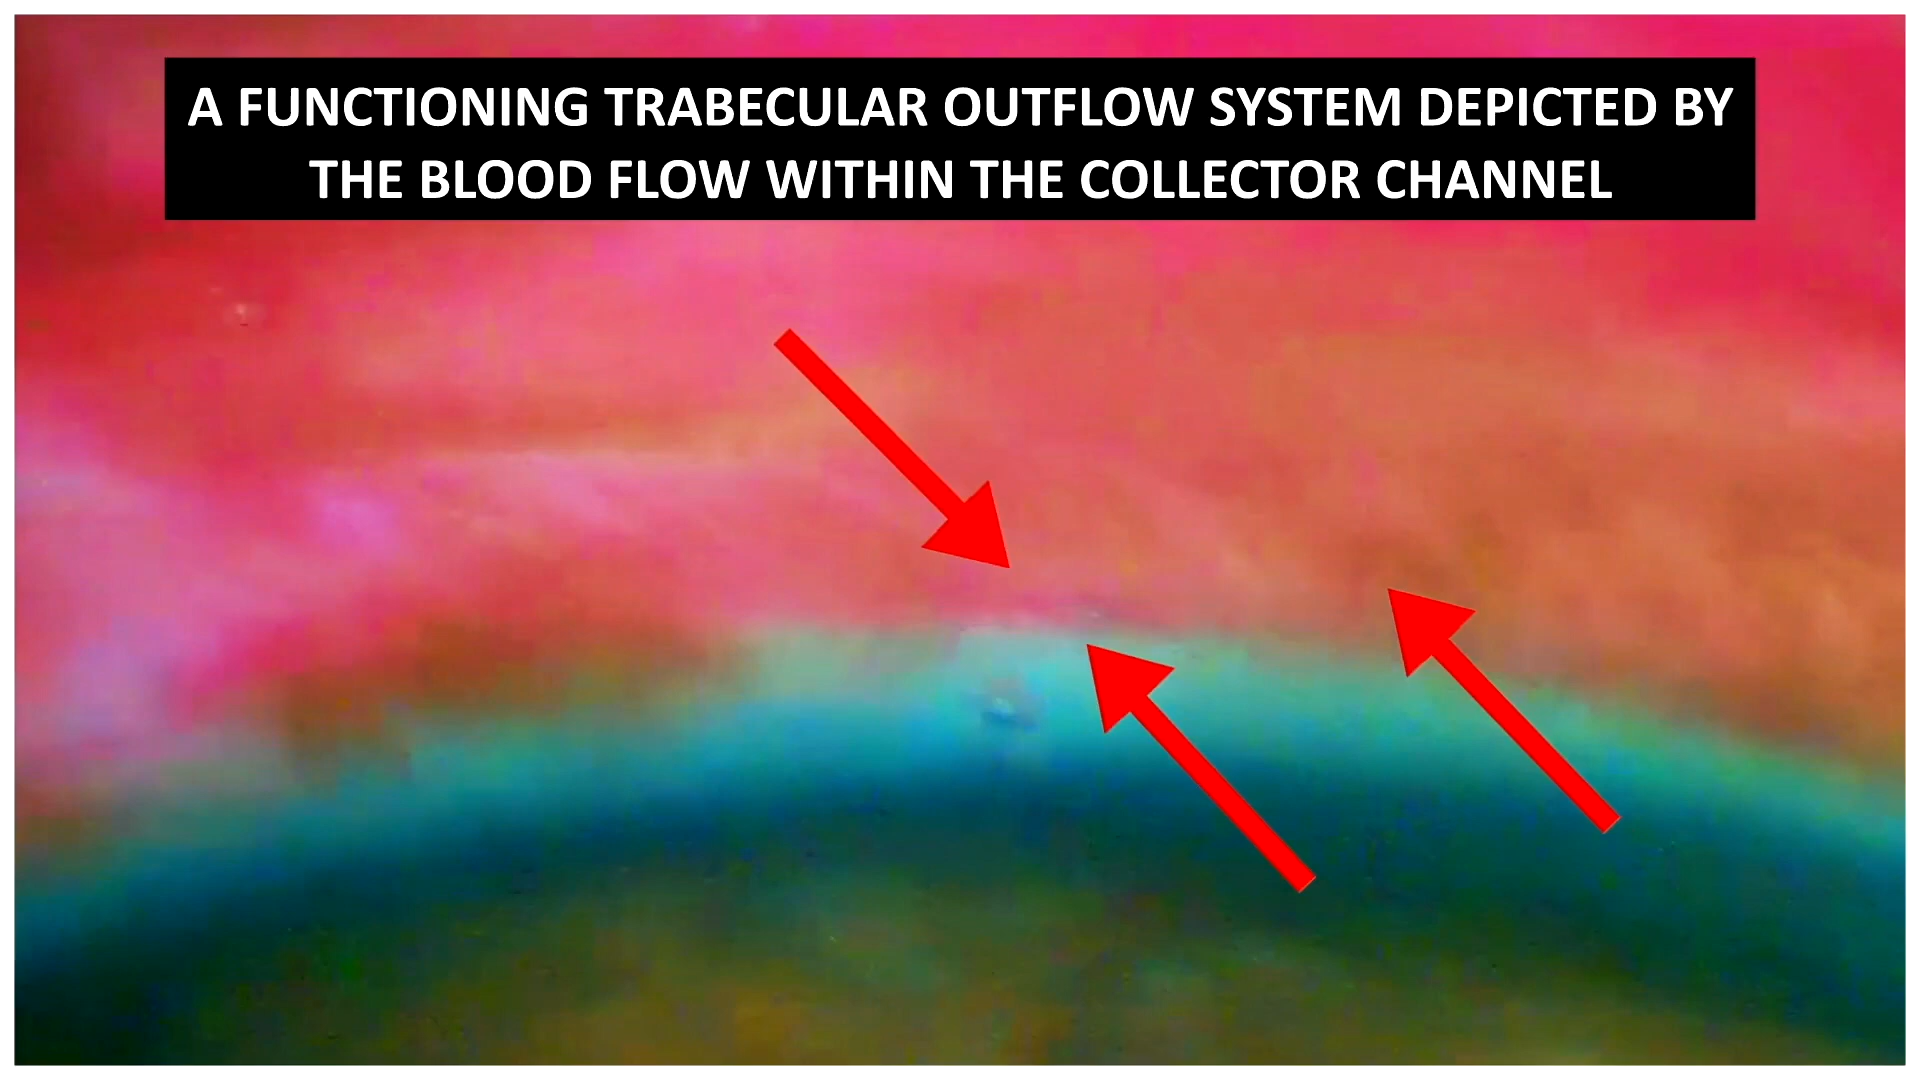 A FUNCTIONING TRABECULAR OUTFLOW SYSTEM DEPICTED BY
THE BLOOD FLOW WITHIN THE COLLECTOR CHANNEL